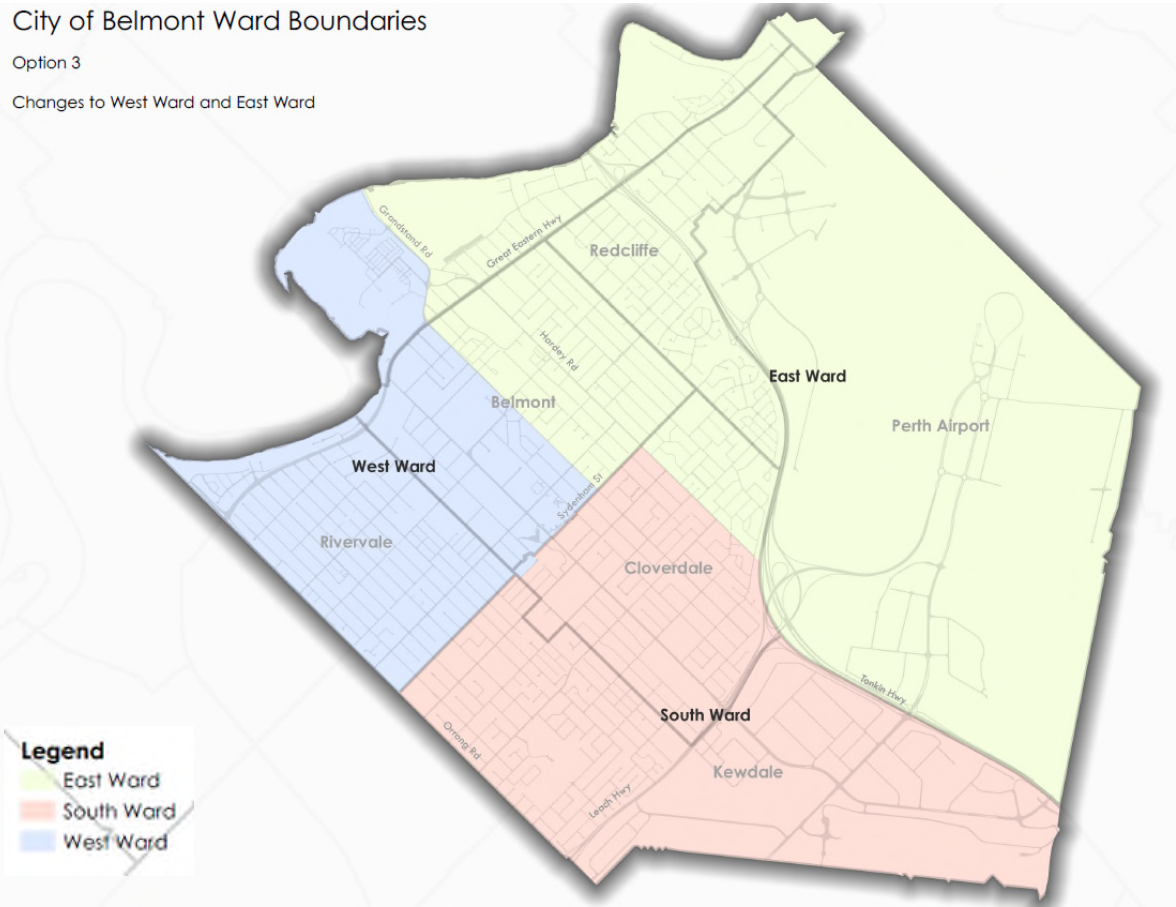 City of Belmont Ward Boundaries
Option 3
Changes to West Ward and East Ward
Grandstand Rd
Great Eastern Hwy
Redcliffe
Hardey Rd
East Ward
Belmont
Perth Airport
West Ward
Sydenham St
Rivervale
Cloverdale
Tonkin Hwy
South Ward
Orrong Rd
Kewdale
Leach Hwy
Legend
East Ward
South Ward
West Ward